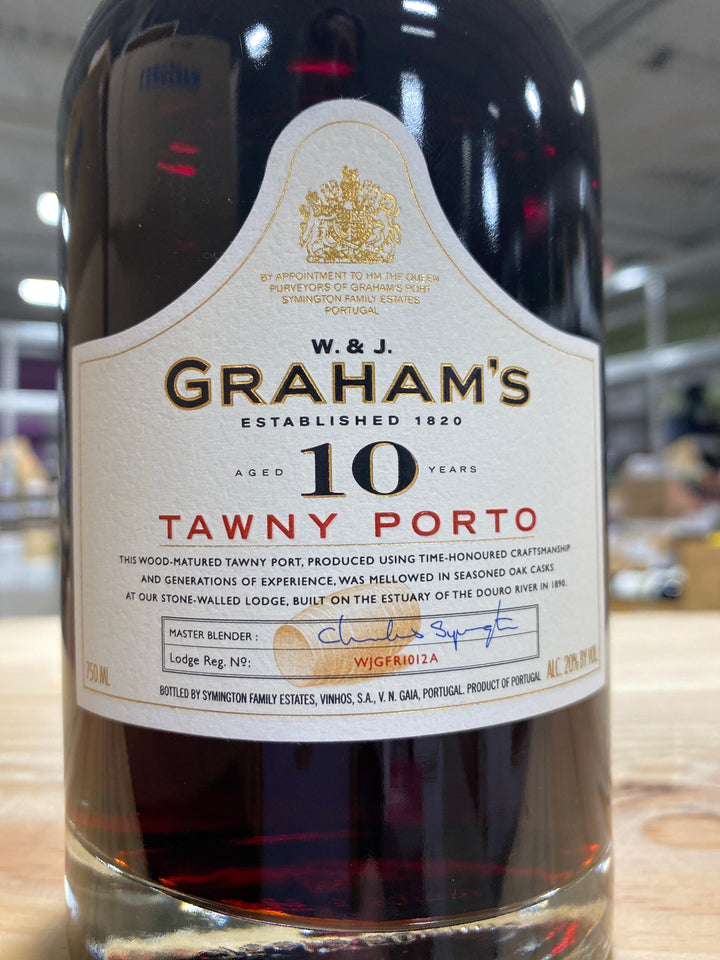 BY APPOINTMENT TO HM THE QUEEN
PURVEYORS OF GRAHAM'S PORT
SYMINGTON FAMILY ESTATES
PORTUGAL
W. & J.
GRAHAM'S
ESTABLISHED 1820
AGED 10 YEARS
TAWNY PORTO
THIS WOOD-MATURED TAWNY PORT, PRODUCED USING TIME-HONOURED CRAFTSMANSHIP
AND GENERATIONS OF EXPERIENCE, WAS MELLOWED IN SEASONED OAK CASKS
AT OUR STONE-WALLED LODGE, BUILT ON THE ESTUARY OF THE DOURO RIVER IN 1890.
MASTER BLENDER : Charles Symington
Lodge Reg. Nº: WJGFR1012A
750 ML
ALC. 20% BY VOL.
BOTTLED BY SYMINGTON FAMILY ESTATES, VINHOS, S.A., V. N. GAIA, PORTUGAL. PRODUCT OF PORTUGAL